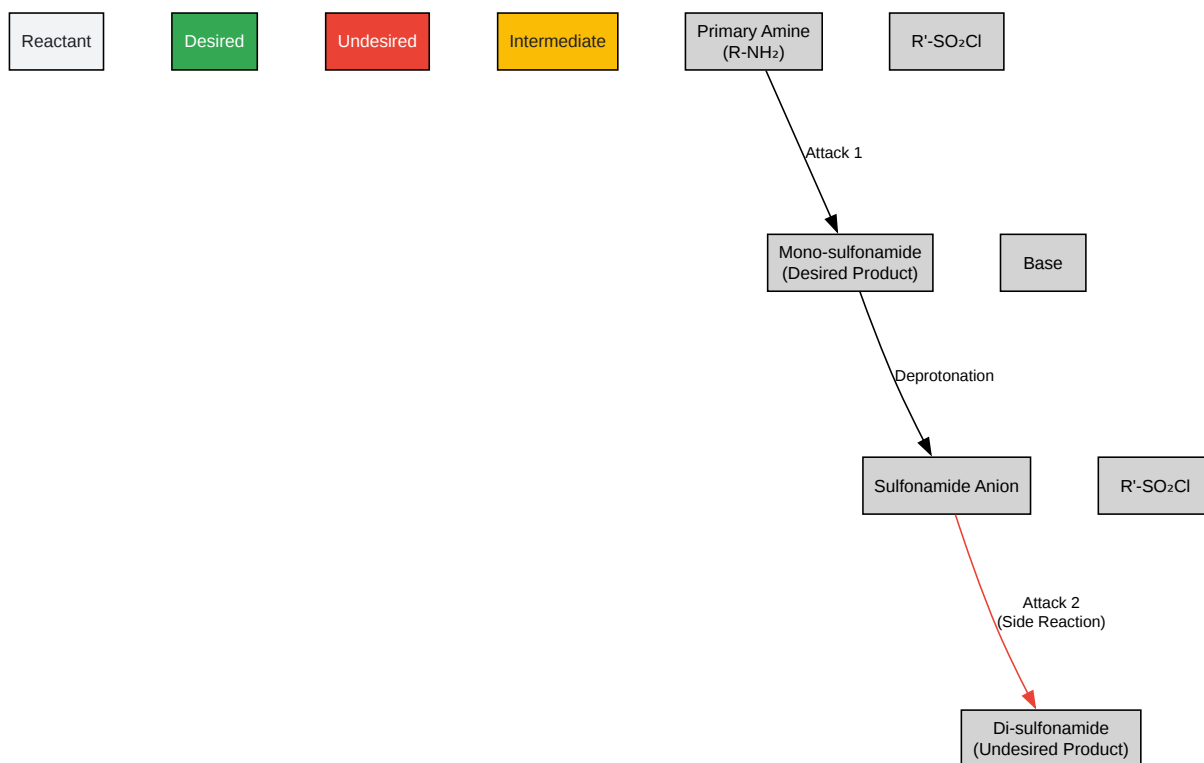 Reactant
Desired
Undesired
Intermediate
Primary Amine
(R-NH₂)
R'-SO₂Cl
Attack 1
Mono-sulfonamide
(Desired Product)
Base
Deprotonation
Sulfonamide Anion
R'-SO₂Cl
Attack 2
(Side Reaction)
Di-sulfonamide
(Undesired Product)